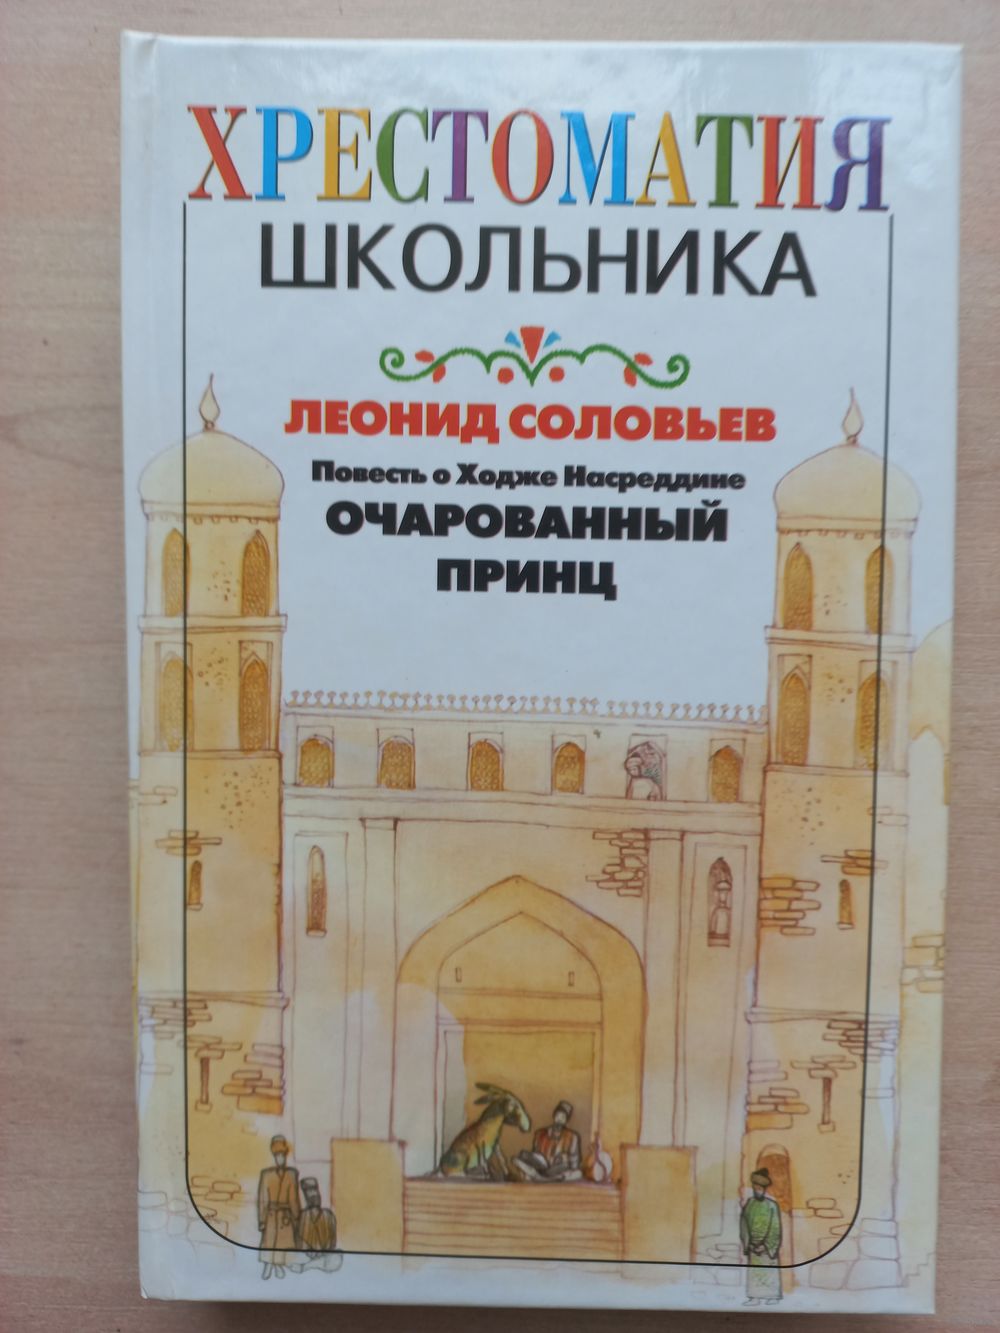 ХРЕСТОМАТИЯ
ШКОЛЬНИКА
ЛЕОНИД СОЛОВЬЕВ
Повесть о Ходже Насреддине
ОЧАРОВАННЫЙ
ПРИНЦ